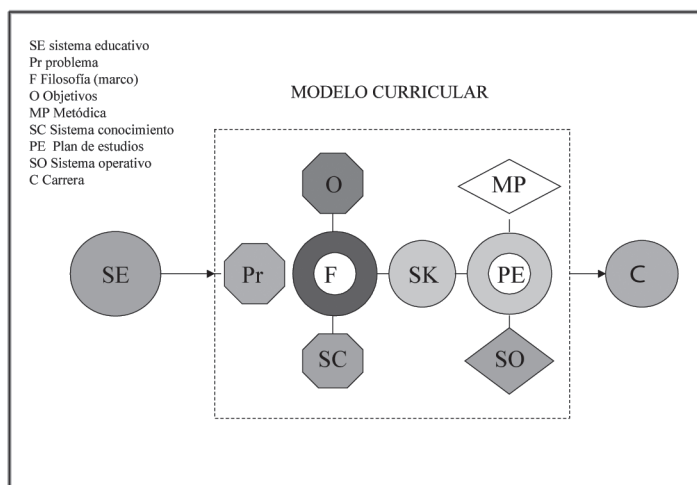 SE sistema educativo
Pr problema
F Filosofía (marco)
O Objetivos
MP Metódica
SC Sistema conocimiento
PE Plan de estudios
SO Sistema operativo
C Carrera
MODELO CURRICULAR
O
MP
SE
Pr
F
SK
PE
C
SC
SO